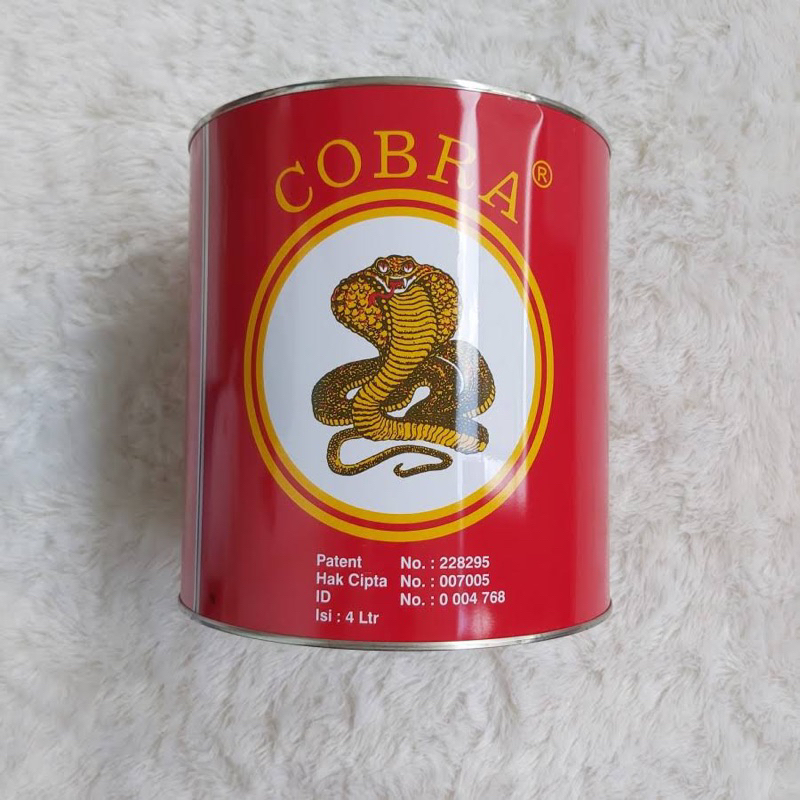 COBRA®
Patent No. : 228295
Hak Cipta No. : 007005
ID No. : 0 004 768
Isi : 4 Ltr